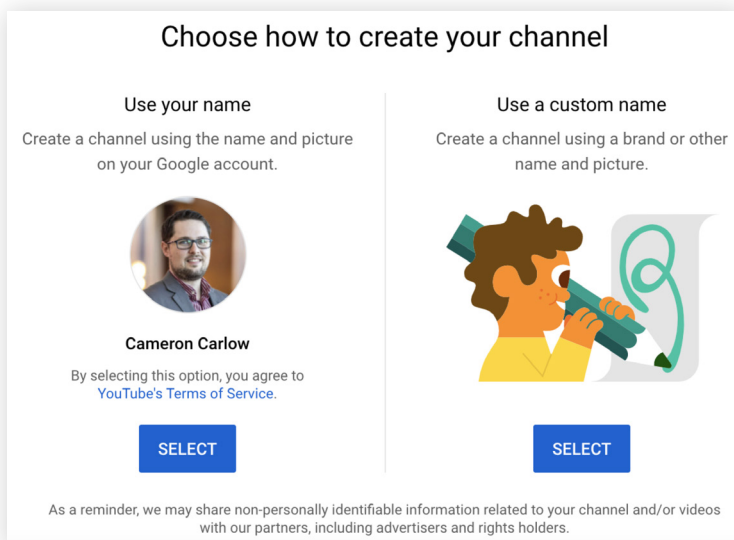 Choose how to create your channel
Use your name
Create a channel using the name and picture
on your Google account.
Cameron Carlow
By selecting this option, you agree to
YouTube's Terms of Service.
SELECT
Use a custom name
Create a channel using a brand or other
name and picture.
SELECT
As a reminder, we may share non-personally identifiable information related to your channel and/or videos
with our partners, including advertisers and rights holders.